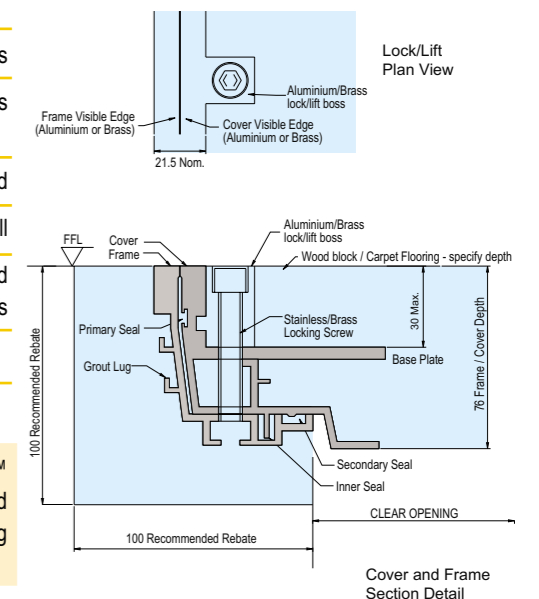 s
s
d
ll
d
s
M
d
g
Lock/Lift
Plan View
Aluminium/Brass
lock/lift boss
Frame Visible Edge
(Aluminium or Brass)
Cover Visible Edge
(Aluminium or Brass)
21.5 Nom.
Aluminium/Brass
lock/lift boss
FFL
Cover
Frame
Wood block / Carpet Flooring - specify depth
Primary Seal
Stainless/Brass
Locking Screw
30 Max.
76 Frame / Cover Depth
Base Plate
Grout Lug
100 Recommended Rebate
Secondary Seal
Inner Seal
CLEAR OPENING
100 Recommended Rebate
Cover and Frame
Section Detail